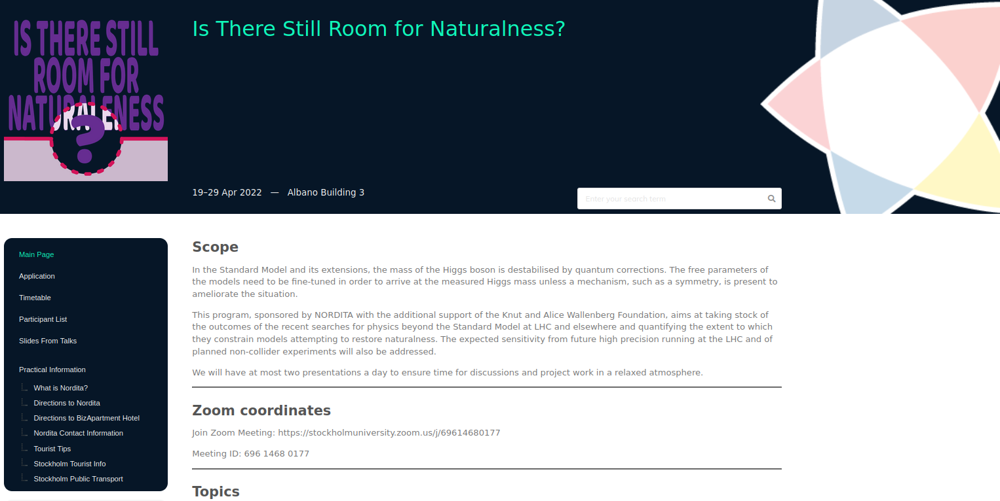 IS THERE STILL
ROOM FOR
NATURALENESS
?
Is There Still Room for Naturalness?
19–29 Apr 2022 — Albano Building 3
Enter your search term
Main Page
Application
Timetable
Participant List
Slides From Talks
Practical Information
What is Nordita?
Directions to Nordita
Directions to BizApartment Hotel
Nordita Contact Information
Tourist Tips
Stockholm Tourist Info
Stockholm Public Transport
Scope
In the Standard Model and its extensions, the mass of the Higgs boson is destabilised by quantum corrections. The free parameters of
the models need to be fine-tuned in order to arrive at the measured Higgs mass unless a mechanism, such as a symmetry, is present to
ameliorate the situation.
This program, sponsored by NORDITA with the additional support of the Knut and Alice Wallenberg Foundation, aims at taking stock of
the outcomes of the recent searches for physics beyond the Standard Model at LHC and elsewhere and quantifying the extent to which
they constrain models attempting to restore naturalness. The expected sensitivity from future high precision running at the LHC and of
planned non-collider experiments will also be addressed.
We will have at most two presentations a day to ensure time for discussions and project work in a relaxed atmosphere.
Zoom coordinates
Join Zoom Meeting: https://stockholmuniversity.zoom.us/j/69614680177
Meeting ID: 696 1468 0177
Topics